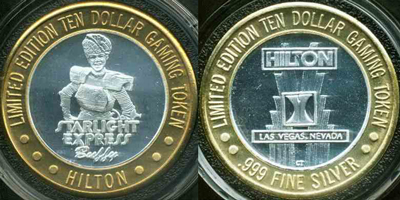 LIMITED EDITION TEN DOLLAR GAMING TOKEN
STARLIGHT
EXPRESS
HILTON
LIMITED EDITION TEN DOLLAR GAMING TOKEN
HILTON
LAS VEGAS, NEVADA
CT
.999 FINE SILVER